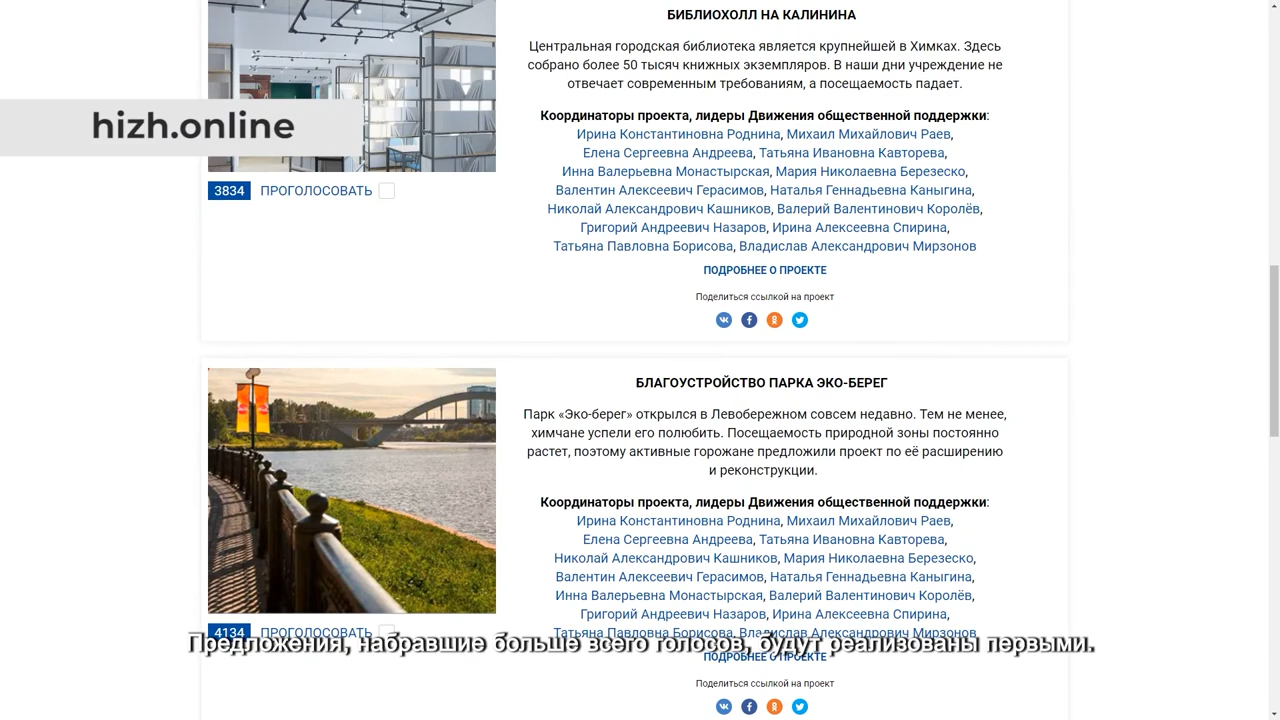 БИБЛИОХОЛЛ НА КАЛИНИНА
Центральная городская библиотека является крупнейшей в Химках. Здесь
собрано более 50 тысяч книжных экземпляров. В наши дни учреждение не
отвечает современным требованиям, а посещаемость падает.
Координаторы проекта, лидеры Движения общественной поддержки:
Ирина Константиновна Роднина, Михаил Михайлович Раев,
Елена Сергеевна Андреева, Татьяна Ивановна Кавторева,
Инна Валерьевна Монастырская, Мария Николаевна Березеско,
Валентин Алексеевич Герасимов, Наталья Геннадьевна Каныгина,
Николай Александрович Кашников, Валерий Валентинович Королёв,
Григорий Андреевич Назаров, Ирина Алексеевна Спирина,
Татьяна Павловна Борисова, Владислав Александрович Мирзонов
ПОДРОБНЕЕ О ПРОЕКТЕ
Поделиться ссылкой на проект
hizh.online
3834 ПРОГОЛОСОВАТЬ
БЛАГОУСТРОЙСТВО ПАРКА ЭКО-БЕРЕГ
Парк «Эко-берег» открылся в Левобережном совсем недавно. Тем не менее,
химчане успели его полюбить. Посещаемость природной зоны постоянно
растет, поэтому активные горожане предложили проект по её расширению
и реконструкции.
Координаторы проекта, лидеры Движения общественной поддержки:
Ирина Константиновна Роднина, Михаил Михайлович Раев,
Елена Сергеевна Андреева, Татьяна Ивановна Кавторева,
Николай Александрович Кашников, Мария Николаевна Березеско,
Валентин Алексеевич Герасимов, Наталья Геннадьевна Каныгина,
Инна Валерьевна Монастырская, Валерий Валентинович Королёв,
Григорий Андреевич Назаров, Ирина Алексеевна Спирина,
Татьяна Павловна Борисова, Владислав Александрович Мирзонов
4134 ПРОГОЛОСОВАТЬ
Предложения, набравшие больше всего голосов, будут реализованы первыми.
ПОДРОБНЕЕ О ПРОЕКТЕ
Поделиться ссылкой на проект